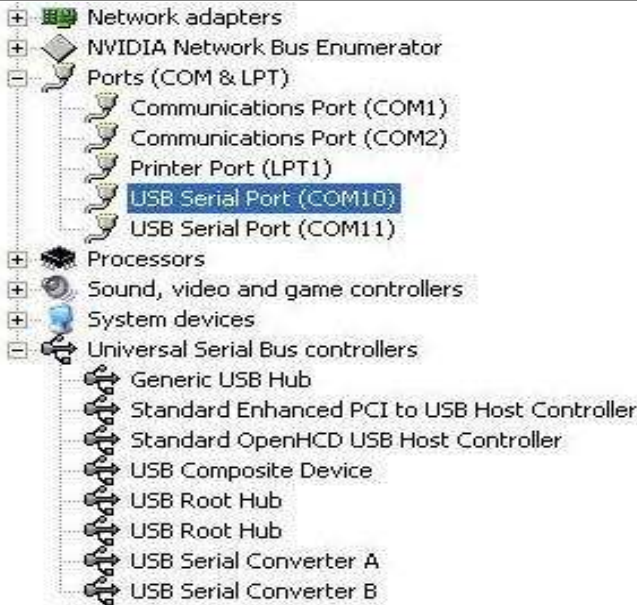 Network adapters
NVIDIA Network Bus Enumerator
Ports (COM & LPT)
Communications Port (COM1)
Communications Port (COM2)
Printer Port (LPT1)
USB Serial Port (COM10)
USB Serial Port (COM11)
Processors
Sound, video and game controllers
System devices
Universal Serial Bus controllers
Generic USB Hub
Standard Enhanced PCI to USB Host Controller
Standard OpenHCD USB Host Controller
USB Composite Device
USB Root Hub
USB Root Hub
USB Serial Converter A
USB Serial Converter B